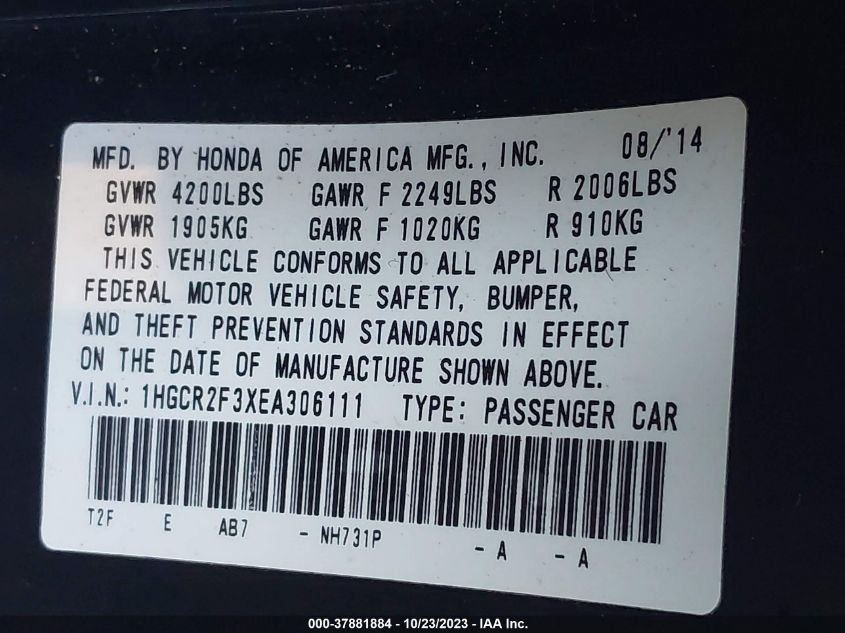 MFD. BY HONDA OF AMERICA MFG., INC. 08/'14
GVWR 4200LBS GAWR F 2249LBS R 2006LBS
GVWR 1905KG GAWR F 1020KG R 910KG
THIS VEHICLE CONFORMS TO ALL APPLICABLE
FEDERAL MOTOR VEHICLE SAFETY, BUMPER,
AND THEFT PREVENTION STANDARDS IN EFFECT
ON THE DATE OF MANUFACTURE SHOWN ABOVE.
V.I.N.: 1HGCR2F3XEA306111 TYPE: PASSENGER CAR
T2F E AB7 - NH731P - A - A
000-37881884 - 10/23/2023 - IAA Inc.